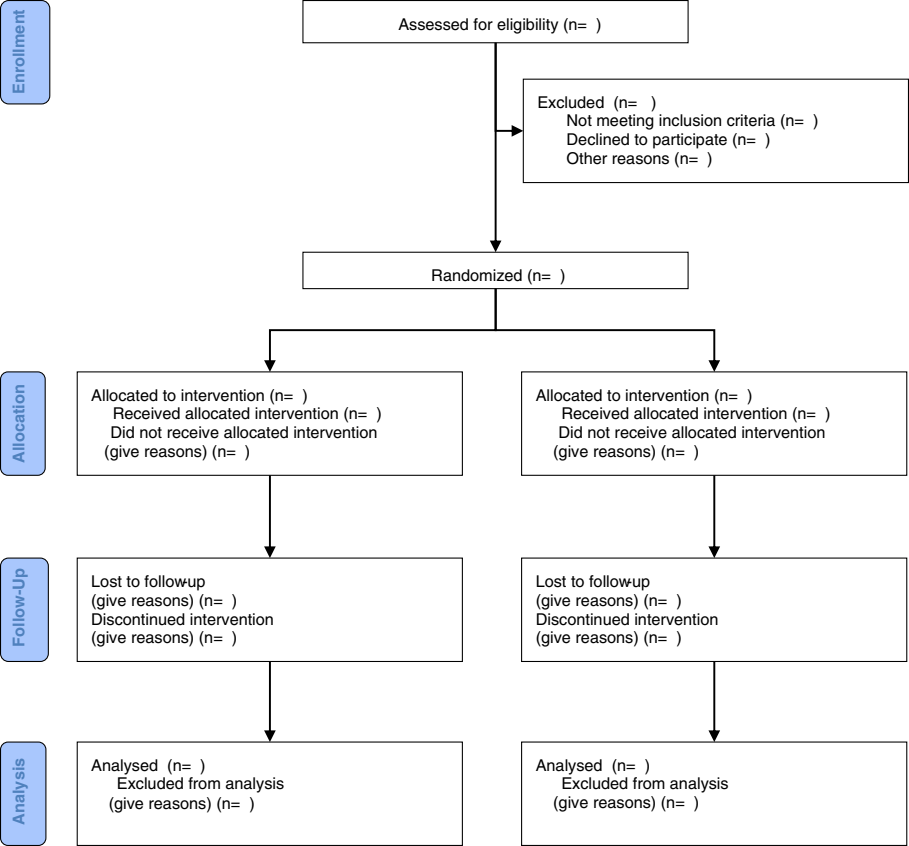 Enrollment
Assessed for eligibility (n=  )
Excluded  (n=   )
Not meeting inclusion criteria (n=  )
Declined to participate (n=  )
Other reasons (n=  )
Randomized (n=  )
Allocation
Allocated to intervention (n=  )
Received allocated intervention (n=  )
Did not receive allocated intervention
(give reasons) (n=  )
Allocated to intervention (n=  )
Received allocated intervention (n=  )
Did not receive allocated intervention
(give reasons) (n=  )
Follow-Up
Lost to follow-up
(give reasons) (n=  )
Discontinued intervention
(give reasons) (n=  )
Lost to follow-up
(give reasons) (n=  )
Discontinued intervention
(give reasons) (n=  )
Analysis
Analysed  (n=  )
Excluded from analysis
(give reasons) (n=  )
Analysed  (n=  )
Excluded from analysis
(give reasons) (n=  )